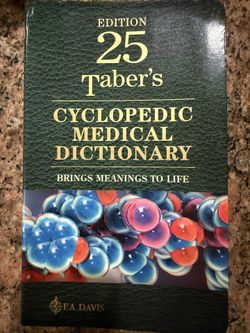 EDITION
25
Taber's
CYCLOPEDIC
MEDICAL
DICTIONARY
BRINGS MEANINGS TO LIFE
F.A. DAVIS